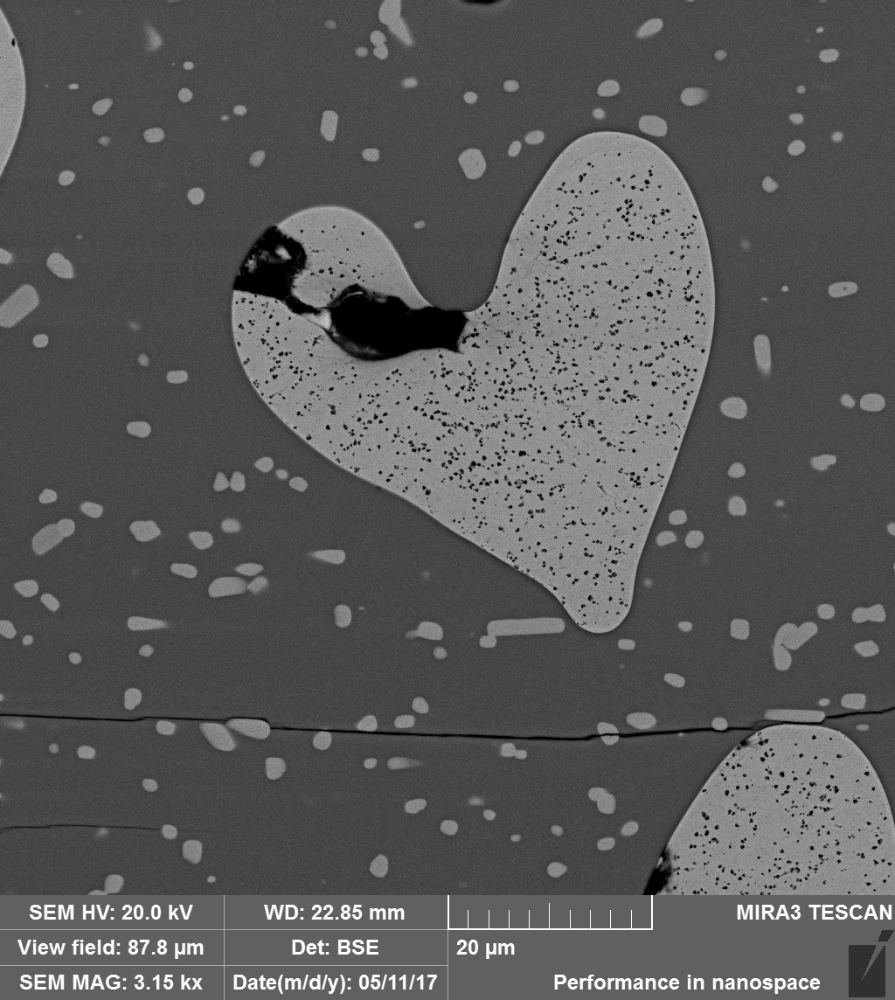 SEM HV: 20.0 kV
WD: 22.85 mm
MIRA3 TESCAN
View field: 87.8 µm
Det: BSE
20 µm
SEM MAG: 3.15 kx
Date(m/d/y): 05/11/17
Performance in nanospace